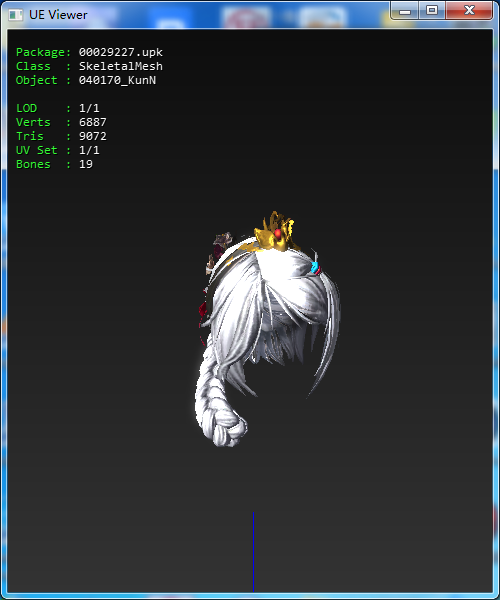 UE Viewer
Package: 00029227.upk
Class : SkeletalMesh
Object : 040170_KunN
LOD : 1/1
Verts : 6887
Tris : 9072
UV Set : 1/1
Bones : 19